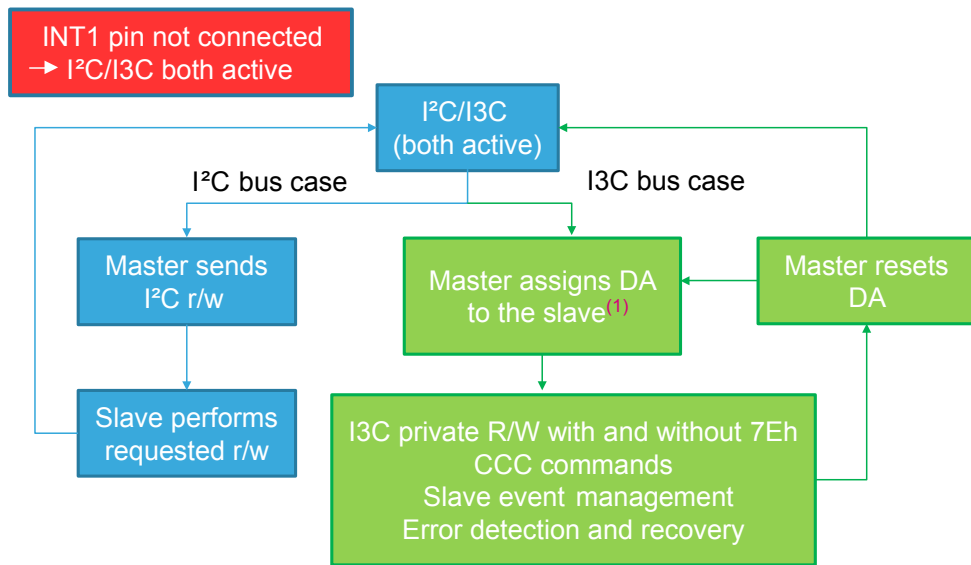 INT1 pin not connected
→ I²C/I3C both active
I²C/I3C
(both active)
I²C bus case
I3C bus case
Master sends
I²C r/w
Master assigns DA
to the slave(1)
Master resets
DA
Slave performs
requested r/w
I3C private R/W with and without 7Eh
CCC commands
Slave event management
Error detection and recovery